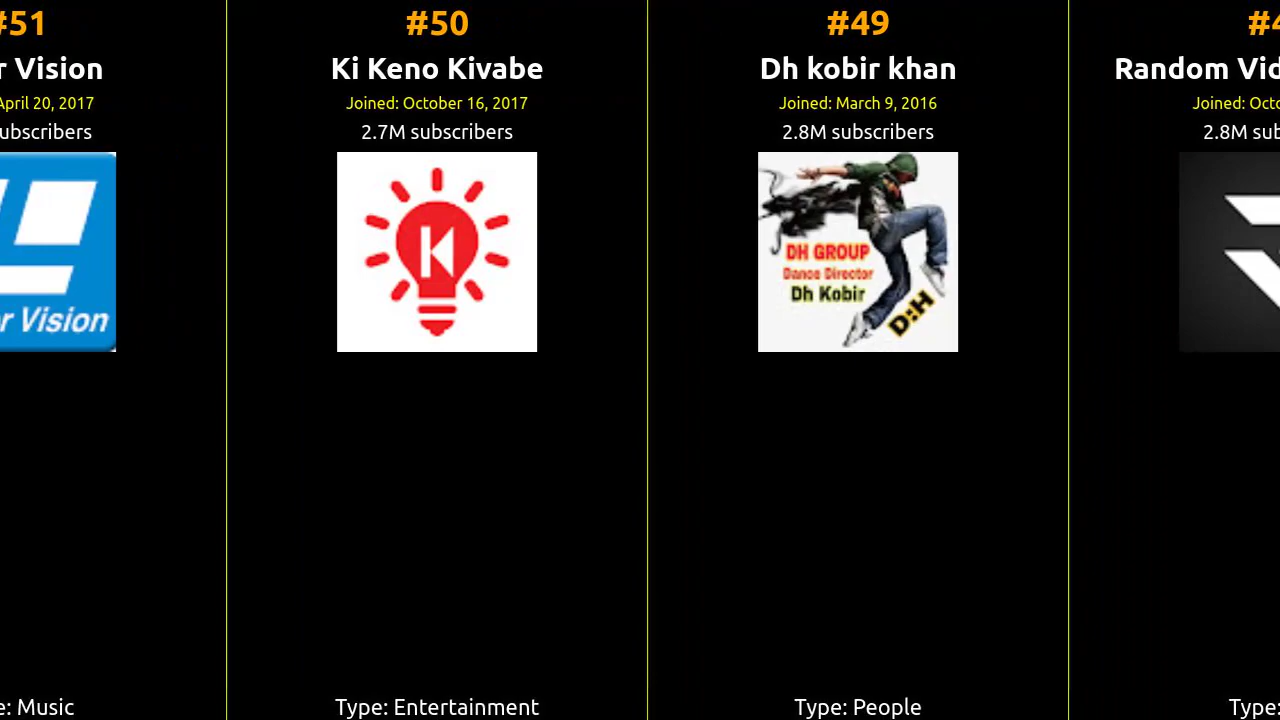 #51
r Vision
April 20, 2017
ubscribers
r Vision
e: Music
#50
Ki Keno Kivabe
Joined: October 16, 2017
2.7M subscribers
K
Type: Entertainment
#49
Dh kobir khan
Joined: March 9, 2016
2.8M subscribers
DH GROUP
Dance Director
Dh Kobir
D:H
Type: People
#4
Random Vid
Joined: Octo
2.8M sub
Type: